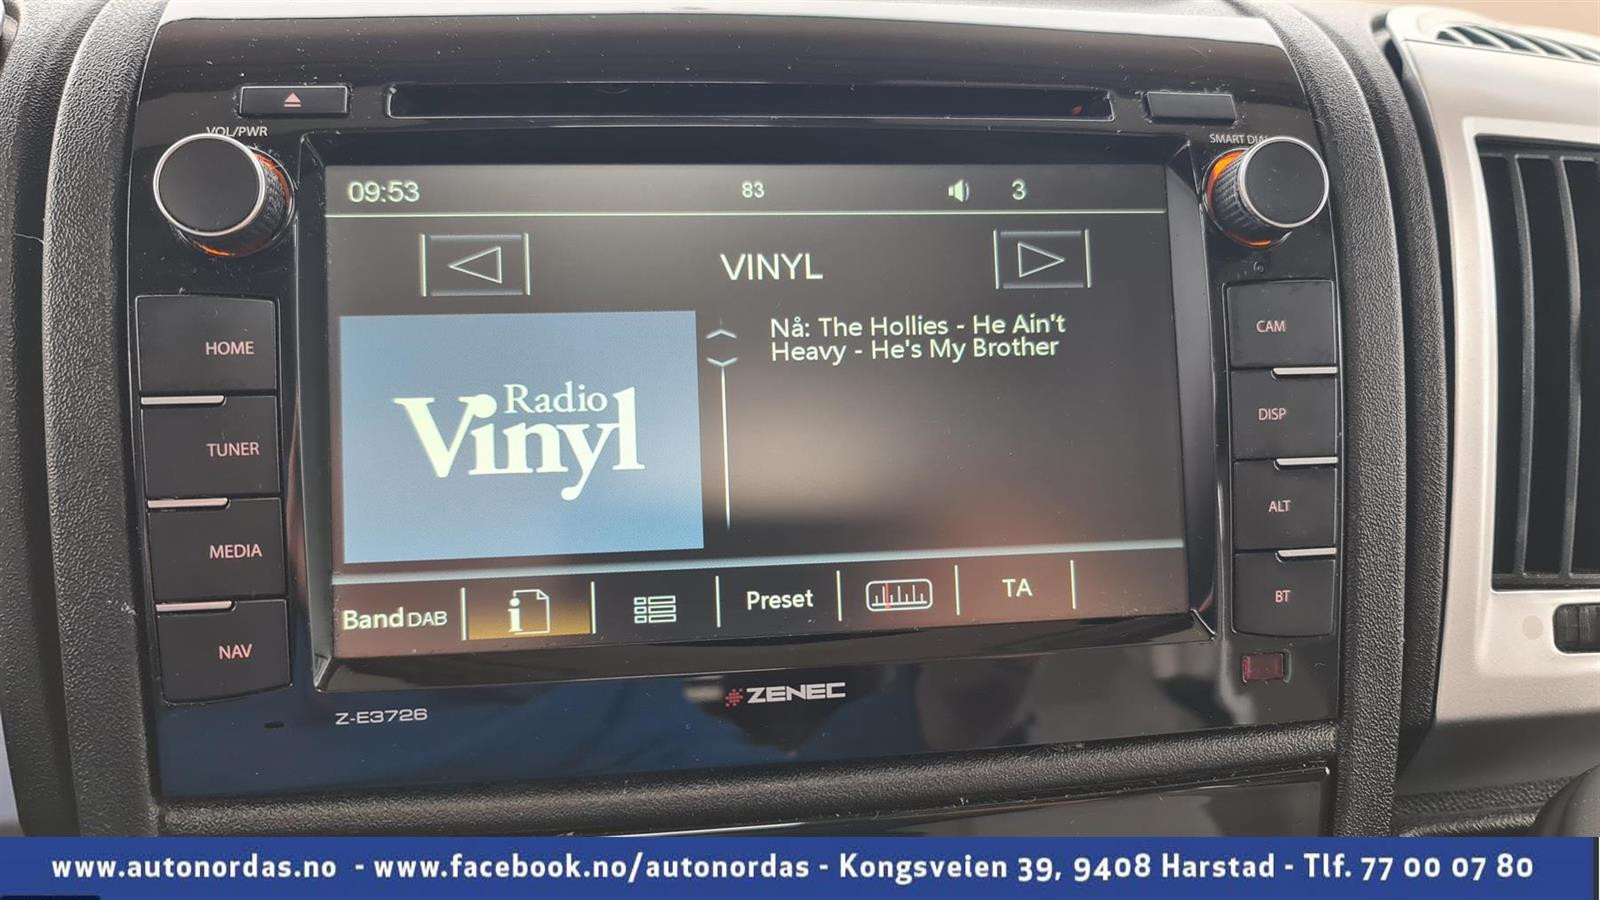 VOL/PWR
SMART DIAL
09:53 83 3
VINYL
Nå: The Hollies - He Ain't
Heavy - He's My Brother
Radio
Vinyl
HOME
TUNER
MEDIA
NAV
CAM
DISP
ALT
BT
Band DAB i Preset TA
ZENEC
Z-E3726
www.autonordas.no - www.facebook.no/autonordas - Kongsveien 39, 9408 Harstad - Tlf. 77 00 07 80